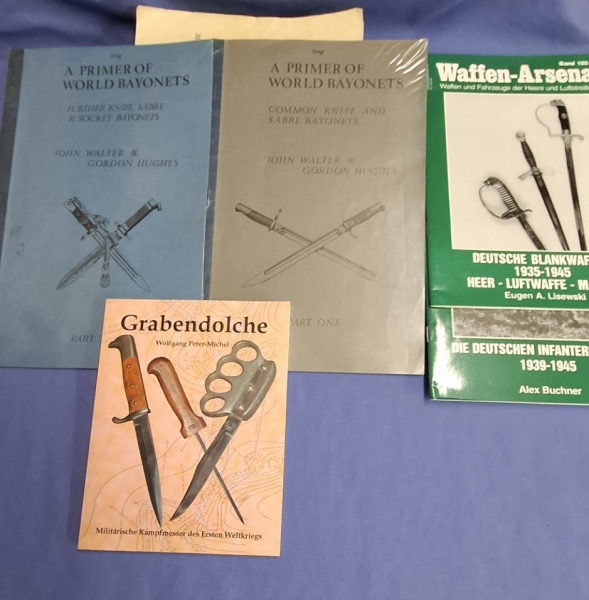 A PRIMER OF
WORLD BAYONETS
FURTHER KNIFE, SABRE
& SOCKET BAYONETS
JOHN WALTER &
GORDON HUGHES
PART
A PRIMER OF
WORLD BAYONETS
COMMON KNIFE AND
SABRE BAYONETS
JOHN WALTER &
GORDON HUGHES
PART ONE
Waffen-Arsena
Waffen und Fahrzeuge der Heere und
DEUTSCHE BLANKWAF
1935-1945
HEER - LUFTWAFFE - M
Eugen A. Lisewski
DIE DEUTSCHEN INFANTER
1939-1945
Alex Buchner
Grabendolche
Wolfgang Peter-Michel
Militärische Kampfmesser des Ersten Weltkriegs